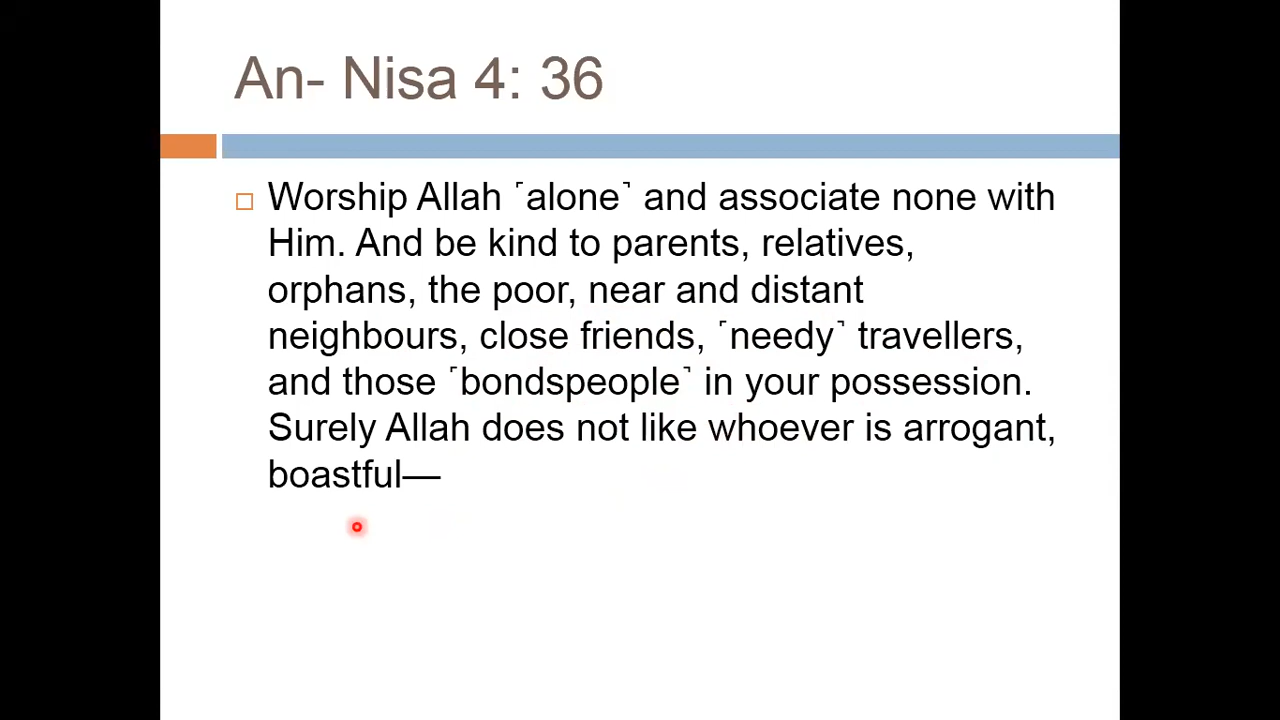 An- Nisa 4: 36
Worship Allah ˹alone˺ and associate none with
Him. And be kind to parents, relatives,
orphans, the poor, near and distant
neighbours, close friends, ˹needy˺ travellers,
and those ˹bondspeople˺ in your possession.
Surely Allah does not like whoever is arrogant,
boastful—